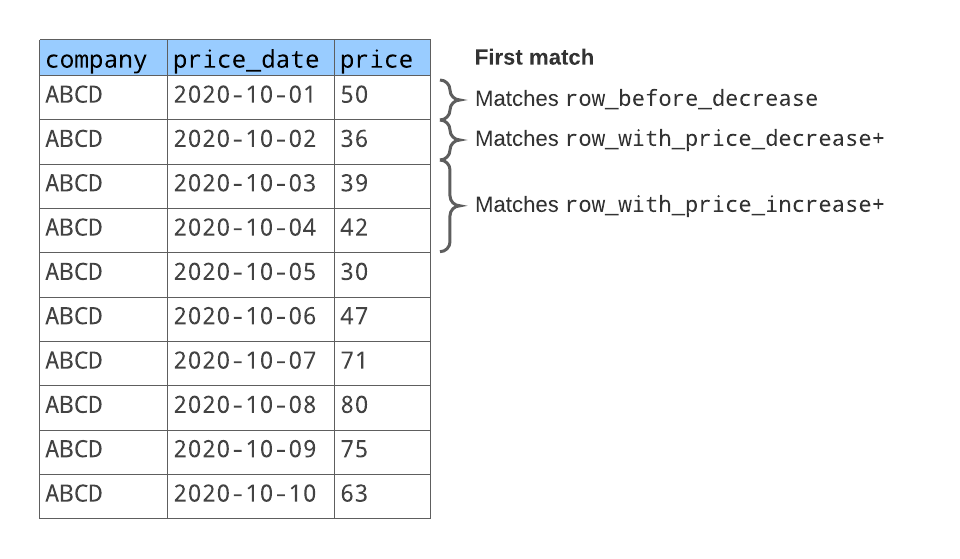 company price_date price
First match
ABCD 2020-10-01 50
Matches row_before_decrease
ABCD 2020-10-02 36
Matches row_with_price_decrease+
ABCD 2020-10-03 39
Matches row_with_price_increase+
ABCD 2020-10-04 42
ABCD 2020-10-05 30
ABCD 2020-10-06 47
ABCD 2020-10-07 71
ABCD 2020-10-08 80
ABCD 2020-10-09 75
ABCD 2020-10-10 63